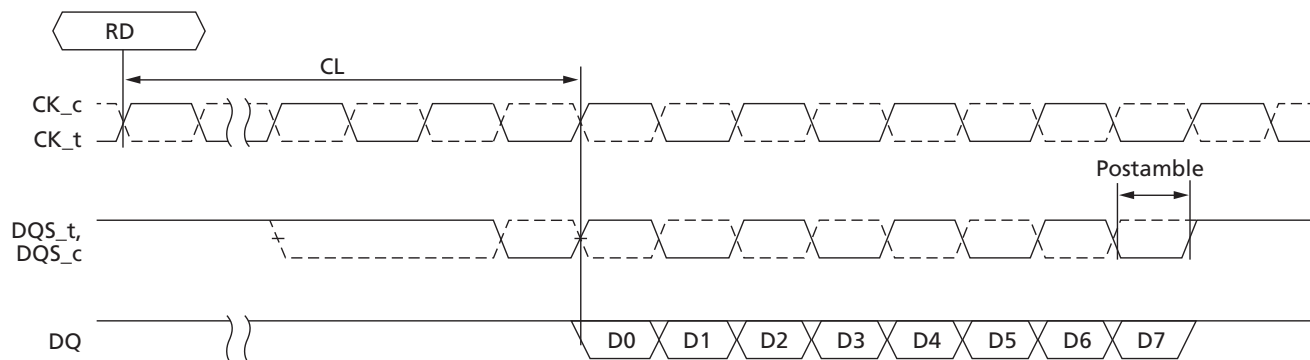 RD
CL
CK_c
CK_t
Postamble
DQS_t,
DQS_c
DQ
D0 D1 D2 D3 D4 D5 D6 D7